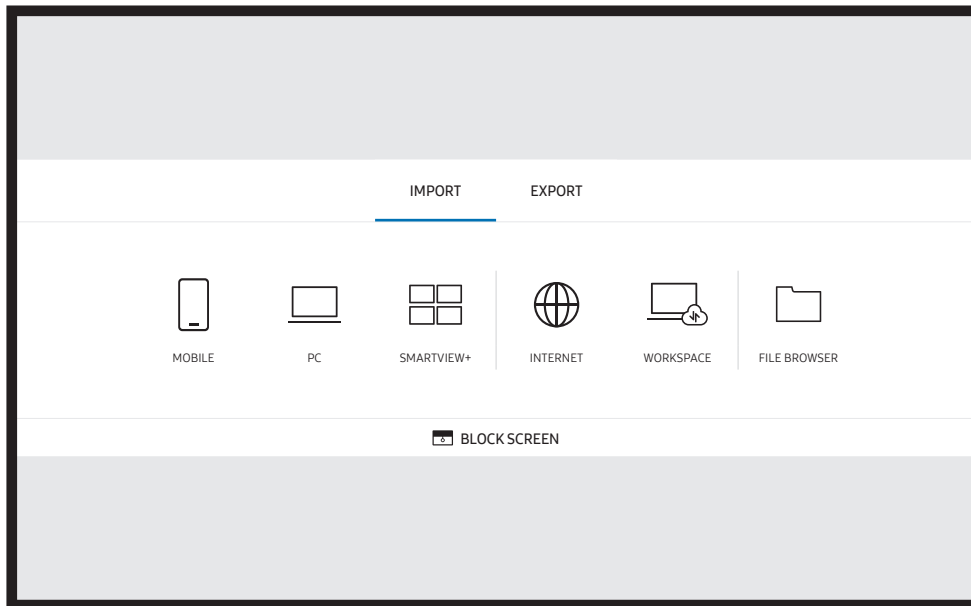 IMPORT EXPORT
MOBILE PC SMARTVIEW+ INTERNET WORKSPACE FILE BROWSER
BLOCK SCREEN